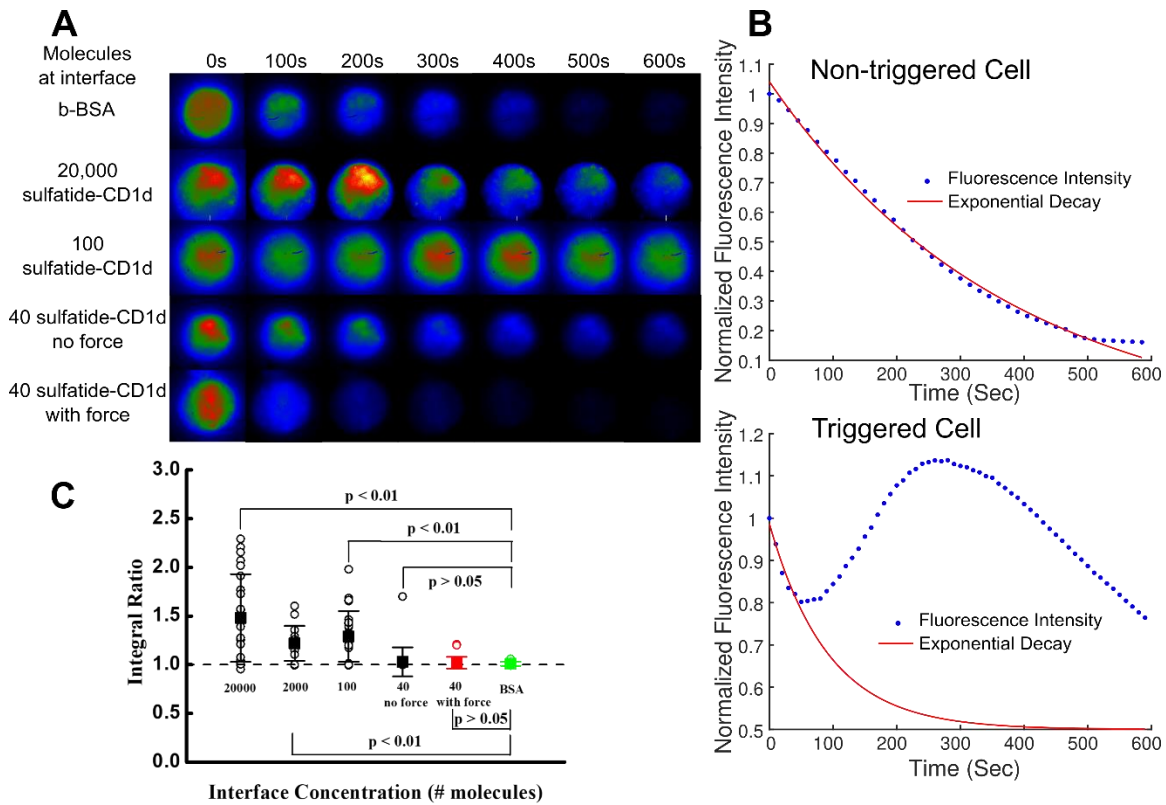 A
Molecules
at interface
0s 100s 200s 300s 400s 500s 600s
b-BSA
20,000
sulfatide-CD1d
100
sulfatide-CD1d
40 sulfatide-CD1d
no force
40 sulfatide-CD1d
with force
B
Non-triggered Cell
Normalized Fluorescence Intensity
1.1
1
0.9
0.8
0.7
0.6
0.5
0.4
0.3
0.2
0.1
Fluorescence Intensity
Exponential Decay
0 100 200 300 400 500 600
Time (Sec)
Triggered Cell
Normalized Fluorescence Intensity
1.2
1.1
1
0.9
0.8
0.7
0.6
0.5
Fluorescence Intensity
Exponential Decay
0 100 200 300 400 500 600
Time (Sec)
C
Integral Ratio
3.0
2.5
2.0
1.5
1.0
0.5
0.0
p < 0.01
p < 0.01
p > 0.05
20000 2000 100 40 40 BSA
no force with force
p > 0.05
p < 0.01
Interface Concentration (# molecules)